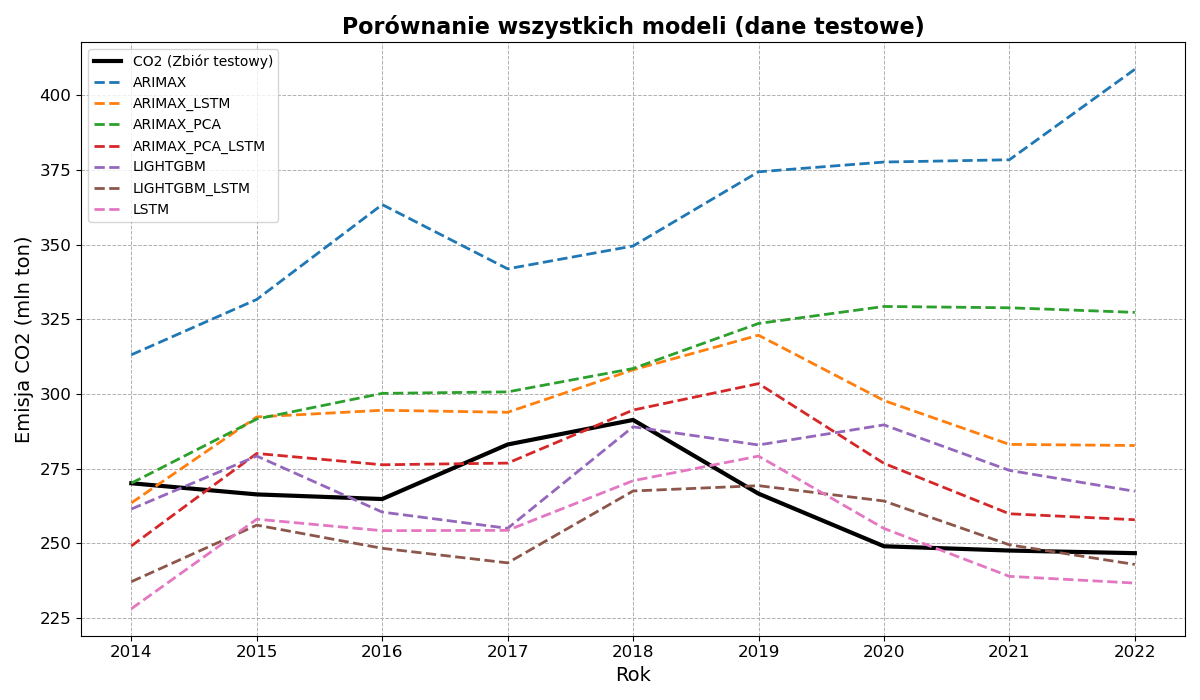 Porównanie wszystkich modeli (dane testowe)
CO2 (Zbiór testowy)
ARIMAX
ARIMAX_LSTM
ARIMAX_PCA
ARIMAX_PCA_LSTM
LIGHTGBM
LIGHTGBM_LSTM
LSTM
Emisja CO2 (mln ton)
400
375
350
325
300
275
250
225
2014 2015 2016 2017 2018 2019 2020 2021 2022
Rok